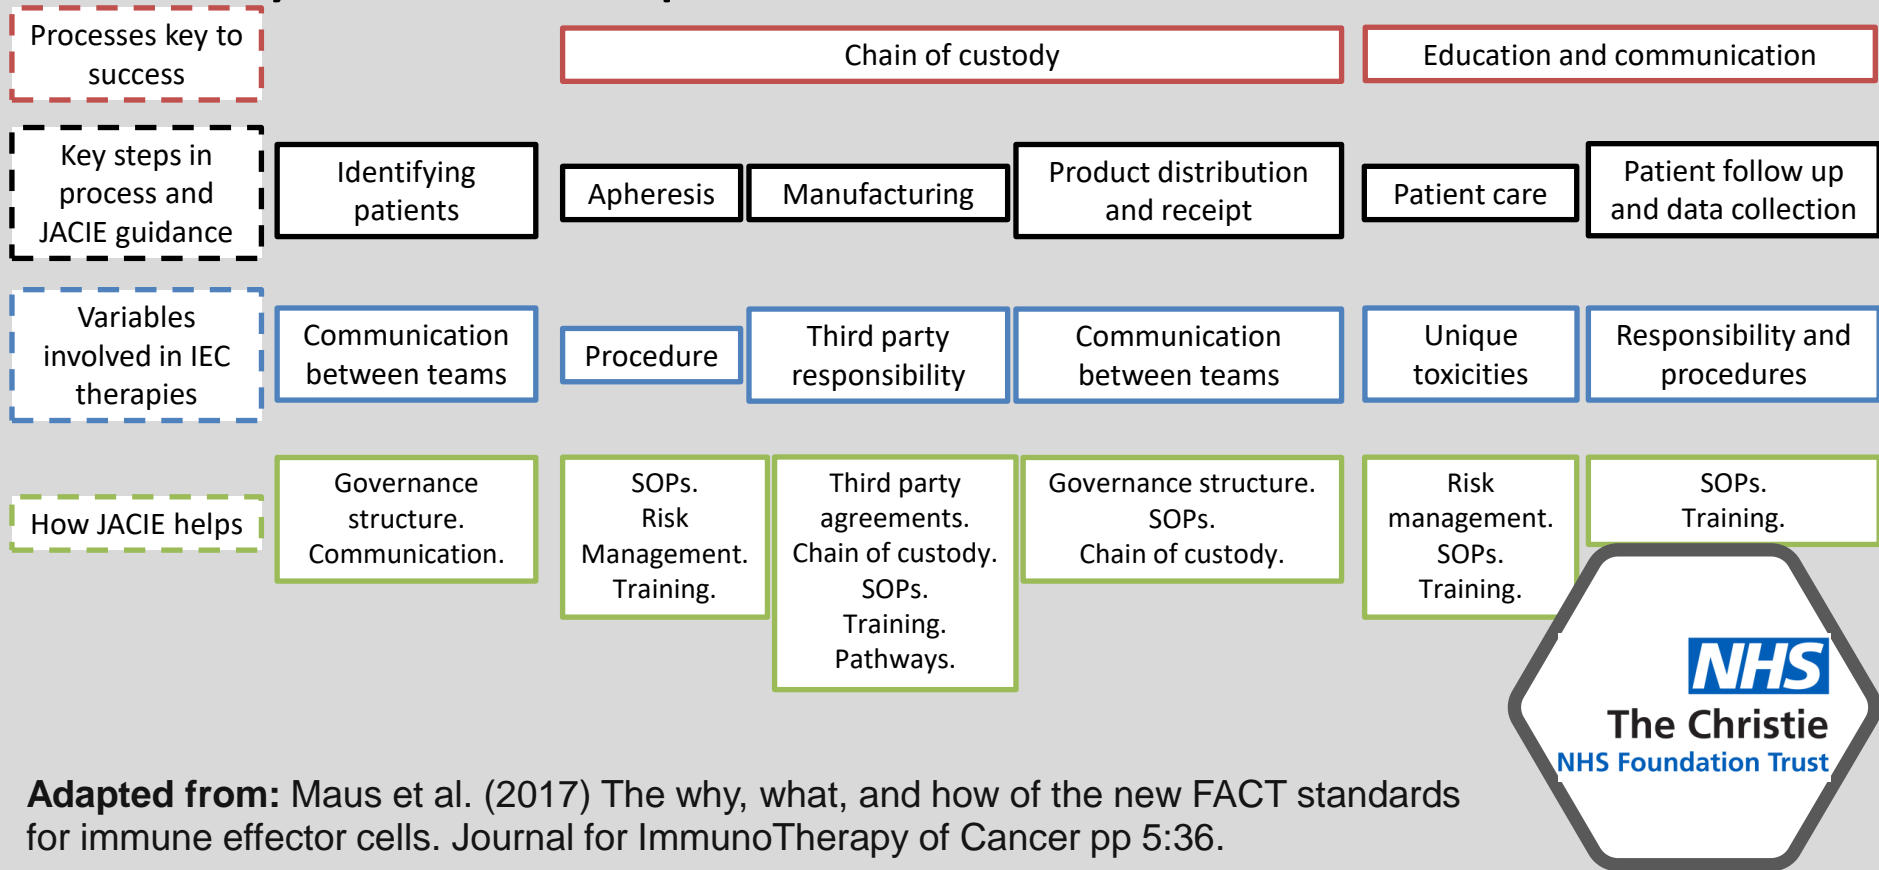 Processes key to
success
Chain of custody
Education and communication
Key steps in
process and
JACIE guidance
Identifying
patients
Apheresis
Manufacturing
Product distribution
and receipt
Patient care
Patient follow up
and data collection
Variables
involved in IEC
therapies
Communication
between teams
Procedure
Third party
responsibility
Communication
between teams
Unique
toxicities
Responsibility and
procedures
How JACIE helps
Governance
structure.
Communication.
SOPs.
Risk
Management.
Training.
Third party
agreements.
Chain of custody.
SOPs.
Training.
Pathways.
Governance structure.
SOPs.
Chain of custody.
Risk
management.
SOPs.
Training.
SOPs.
Training.
NHS
The Christie
NHS Foundation Trust
Adapted from: Maus et al. (2017) The why, what, and how of the new FACT standards
for immune effector cells. Journal for ImmunoTherapy of Cancer pp 5:36.